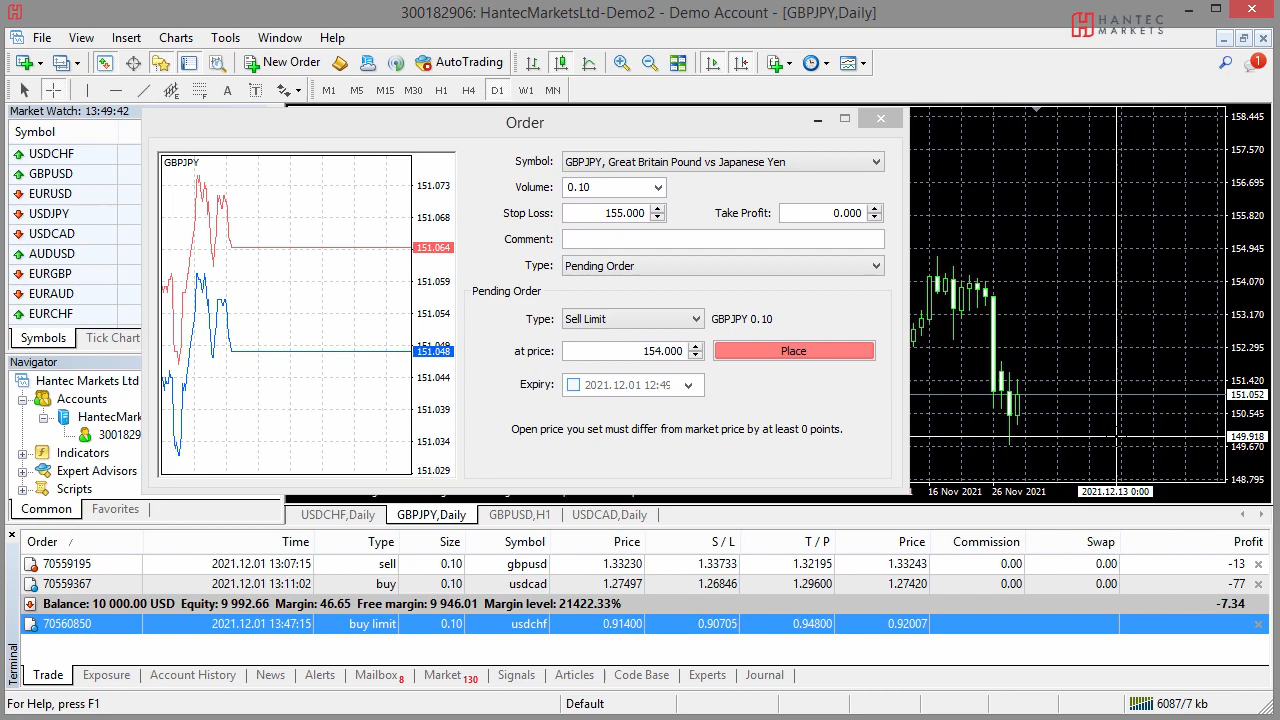 300182906: HantecMarketsLtd-Demo2 - Demo Account - [GBPJPY,Daily]
HANTEC
MARKETS
File View Insert Charts Tools Window Help
New Order AutoTrading 1
A T M1 M5 M15 M30 H1 H4 D1 W1 MN
Market Watch: 13:49:42
Symbol
USDCHF
GBPUSD
EURUSD
USDJPY
USDCAD
AUDUSD
EURGBP
EURAUD
EURCHF
Symbols Tick Chart
Navigator
Hantec Markets Ltd
Accounts
HantecMark
3001829
Indicators
Expert Advisors
Scripts
Common Favorites
Order
GBPJPY
151.073
151.068
151.064
151.059
151.054
151.048
151.044
151.039
151.034
151.029
Symbol: GBPJPY, Great Britain Pound vs Japanese Yen
Volume: 0.10
Stop Loss: 155.000 Take Profit: 0.000
Comment:
Type: Pending Order
Pending Order
Type: Sell Limit GBPJPY 0.10
at price: 154.000 Place
Expiry: 2021.12.01 12:49
Open price you set must differ from market price by at least 0 points.
158.445
157.570
156.695
155.820
154.945
154.070
153.170
152.295
151.420
151.052
150.545
149.918
149.670
148.795
16 Nov 2021 26 Nov 2021 2021.12.13 0:00
USDCHF,Daily GBPJPY,Daily GBPUSD,H1 USDCAD,Daily
Order Time Type Size Symbol Price S / L T / P Price Commission Swap Profit
70559195 2021.12.01 13:07:15 sell 0.10 gbpusd 1.33230 1.33733 1.32195 1.33243 0.00 0.00 -13
70559367 2021.12.01 13:11:02 buy 0.10 usdcad 1.27497 1.26846 1.29600 1.27420 0.00 0.00 -77
Balance: 10 000.00 USD Equity: 9 992.66 Margin: 46.65 Free margin: 9 946.01 Margin level: 21422.33% -7.34
70560850 2021.12.01 13:47:15 buy limit 0.10 usdchf 0.91400 0.90705 0.94800 0.92007
Terminal
Trade Exposure Account History News Alerts Mailbox 8 Market 130 Signals Articles Code Base Experts Journal
For Help, press F1 Default 6087/7 kb